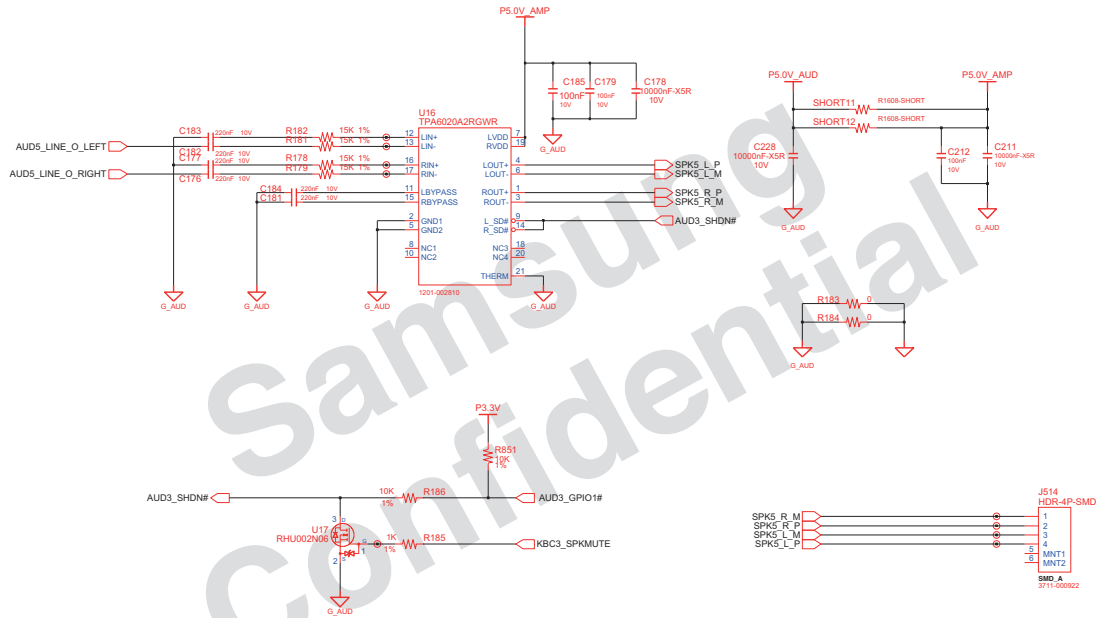 P5.0V_AMP
C185
100nF
10V
C179
100nF
10V
C178
10000nF-X5R
10V
G_AUD
P5.0V_AUD
P5.0V_AMP
SHORT11
R1608-SHORT
SHORT12
R1608-SHORT
C228
10000nF-X5R
10V
C212
100nF
10V
C211
10000nF-X5R
10V
G_AUD
G_AUD
U16
TPA6020A2RGWR
AUD5_LINE_O_LEFT
AUD5_LINE_O_RIGHT
C183
220nF 10V
R182
15K 1%
12
LIN+
C182
220nF 10V
R181
15K 1%
13
LIN-
C177
220nF 10V
R178
15K 1%
16
RIN+
C176
220nF 10V
R179
15K 1%
17
RIN-
C184
220nF 10V
11
LBYPASS
C181
220nF 10V
15
RBYPASS
2
GND1
5
GND2
8
NC1
10
NC2
LVDD
7
RVDD
19
LOUT+
4
SPK5_L_P
LOUT-
6
SPK5_L_M
ROUT+
1
SPK5_R_P
ROUT-
3
SPK5_R_M
L_SD#
9
R_SD#
14
AUD3_SHDN#
NC3
18
NC4
20
THERM
21
1201-002810
G_AUD
G_AUD
G_AUD
G_AUD
R183
0
R184
0
G_AUD
Samsung
Confidential
P3.3V
R851
10K
1%
AUD3_SHDN#
10K
1%
R186
AUD3_GPIO1#
3
D
U17
RHU002N06
G
1
S
2
1K
1%
R185
KBC3_SPKMUTE
G_AUD
J514
HDR-4P-SMD
SPK5_R_M
1
SPK5_R_P
2
SPK5_L_M
3
SPK5_L_P
4
5
MNT1
6
MNT2
SMD_A
3711-000922